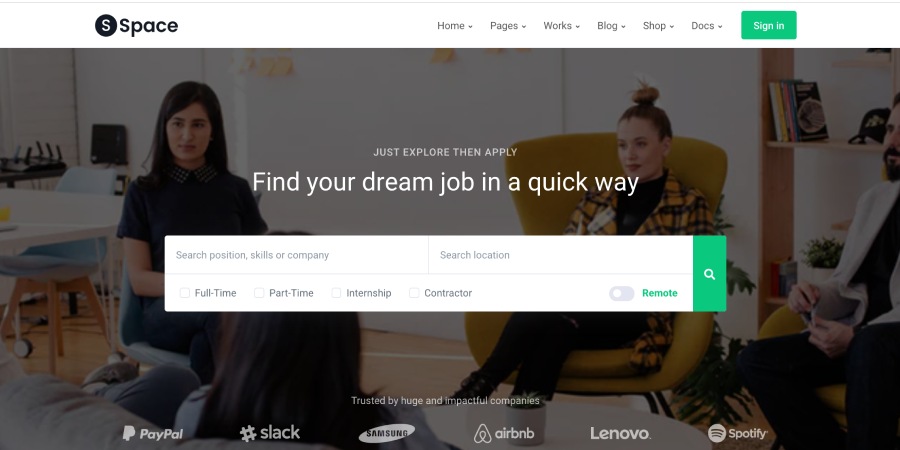 S Space
Home Pages Works Blog Shop Docs Sign in
JUST EXPLORE THEN APPLY
Find your dream job in a quick way
Search position, skills or company Search location
Full-Time Part-Time Internship Contractor Remote
Trusted by huge and impactful companies
PayPal slack SAMSUNG airbnb Lenovo. Spotify